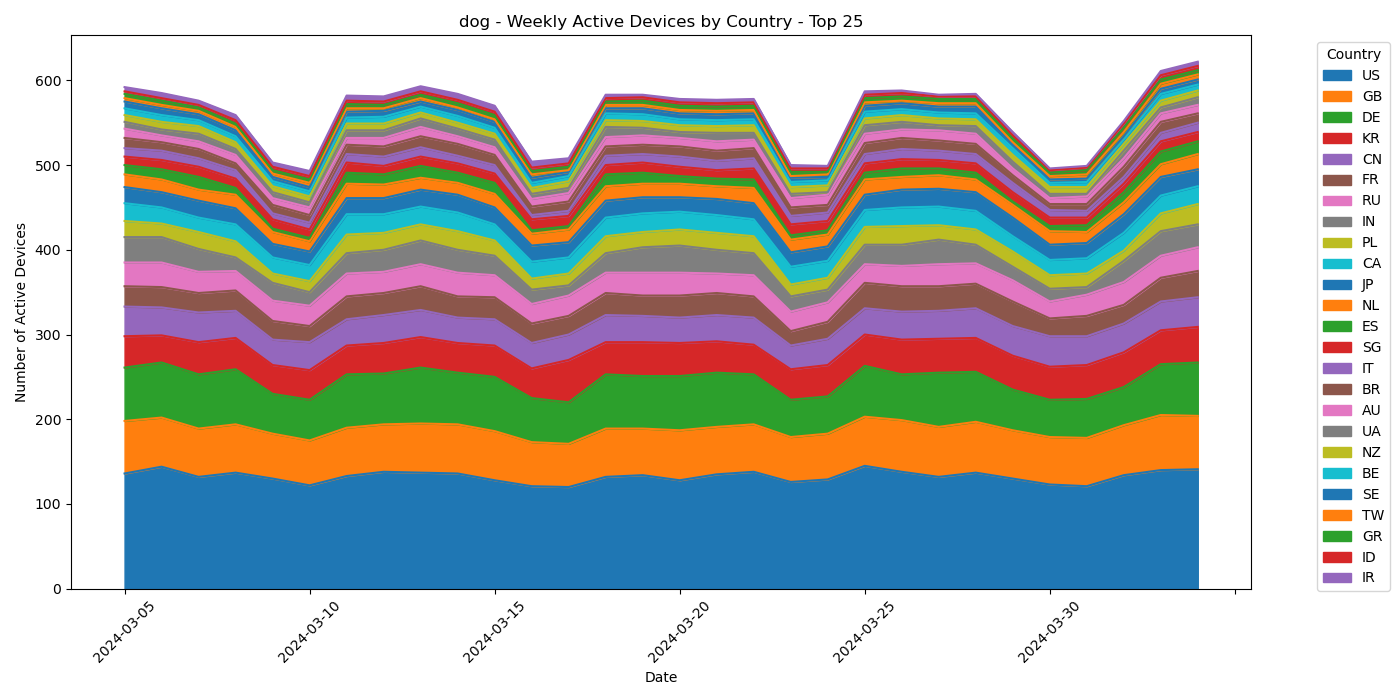 dog - Weekly Active Devices by Country - Top 25
Number of Active Devices
600
500
400
300
200
100
0
2024-03-05
2024-03-10
2024-03-15
2024-03-20
2024-03-25
2024-03-30
Date
Country
US
GB
DE
KR
CN
FR
RU
IN
PL
CA
JP
NL
ES
SG
IT
BR
AU
UA
NZ
BE
SE
TW
GR
ID
IR